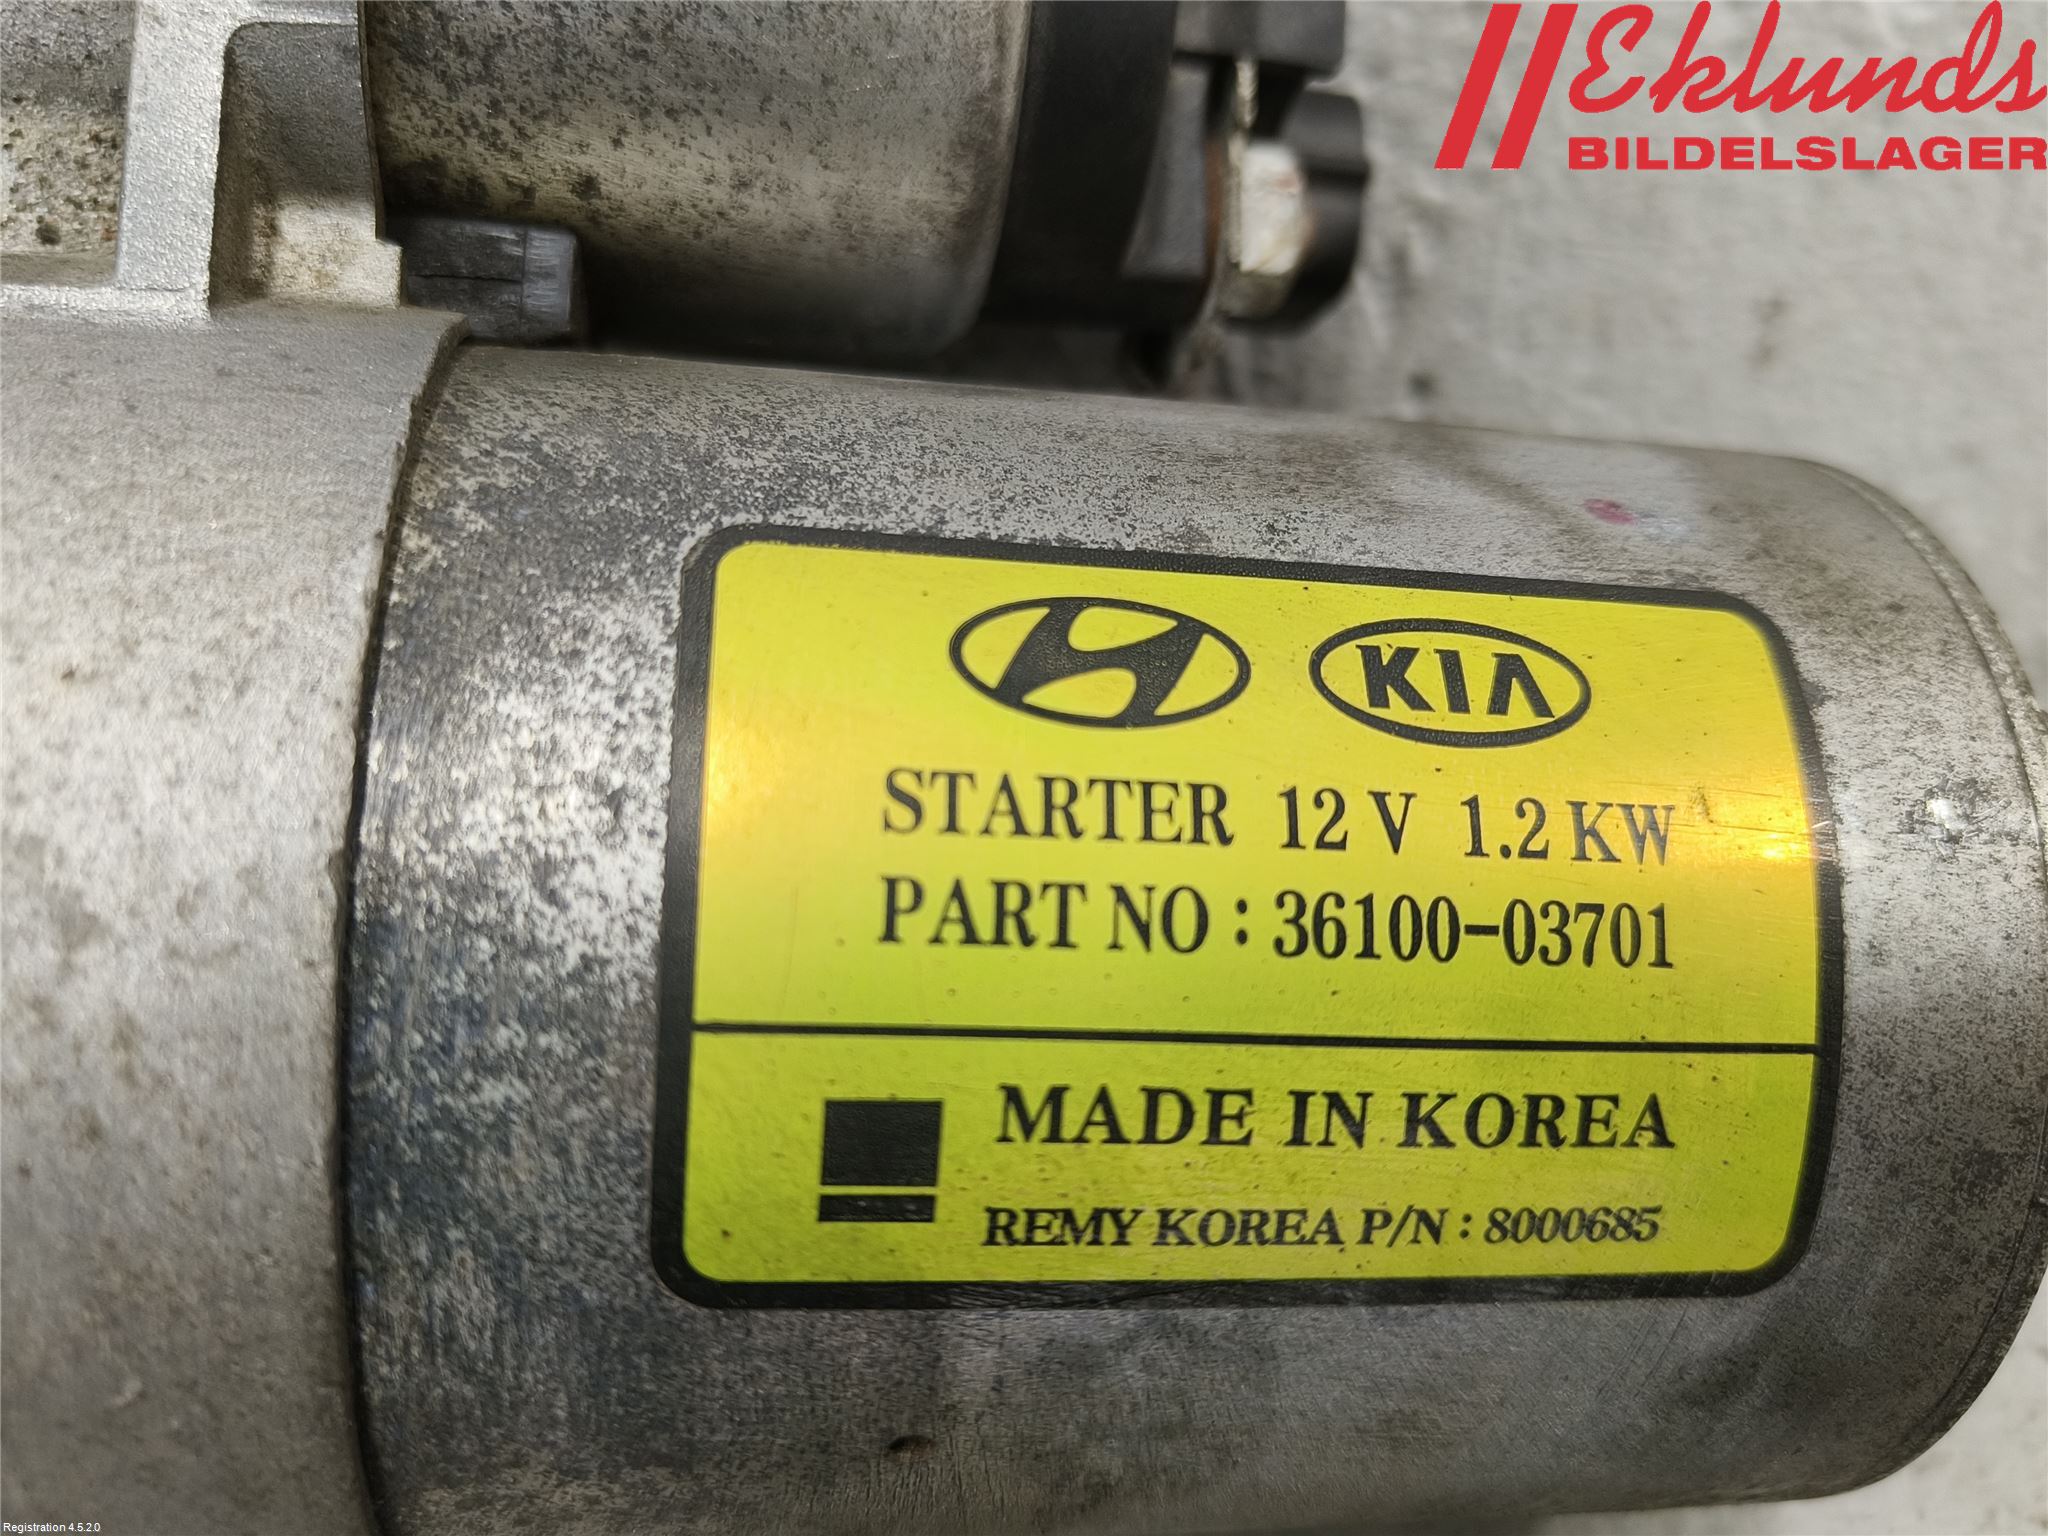 Eklunds
BILDELSLAGER
KIA
STARTER 12 V 1.2 KW
PART NO : 36100-03701
MADE IN KOREA
REMY KOREA P/N : 8000685
Registration 4.5.2.0